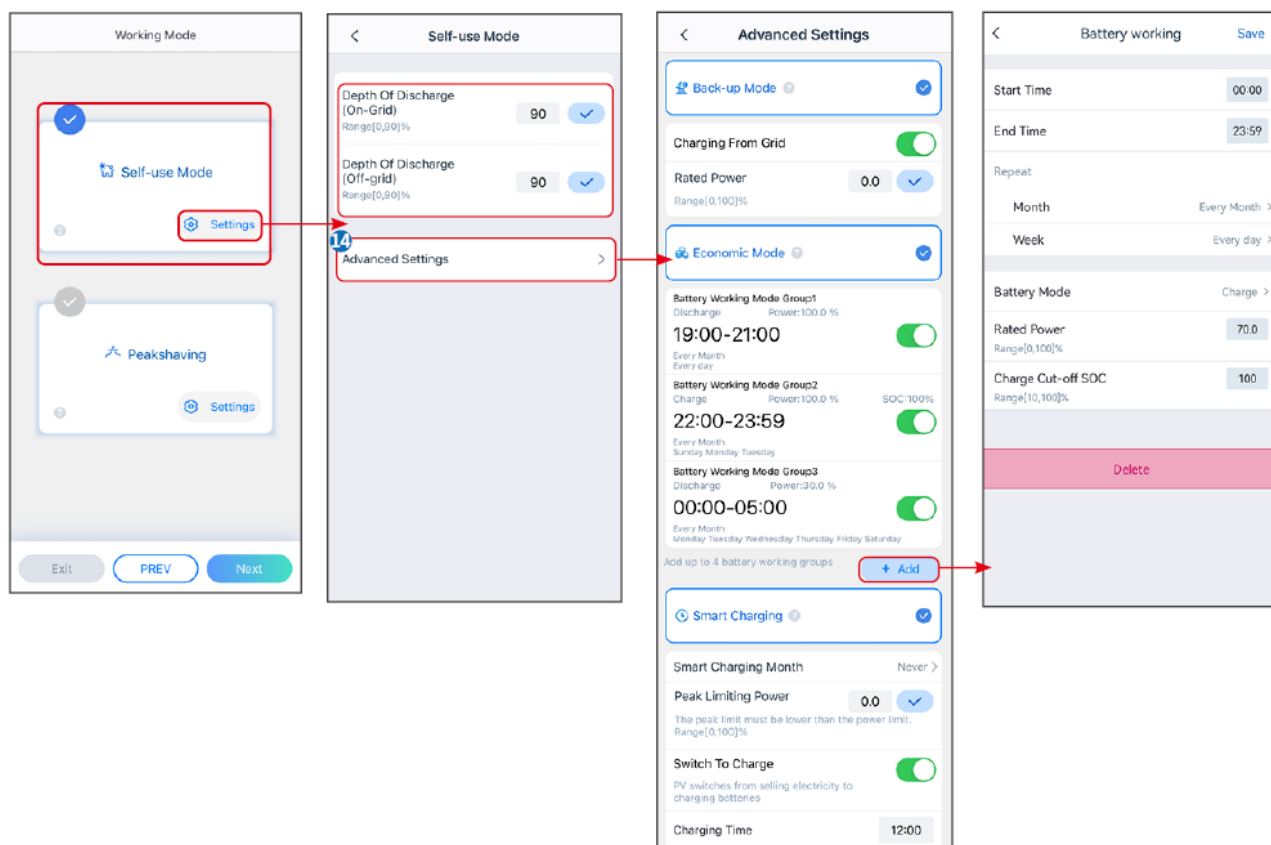 Working Mode
Self-use Mode
Settings
Peakshaving
Settings
Exit
PREV
Next
Self-use Mode
Depth Of Discharge
(On-Grid)
90
Range[0,90]%
Depth Of Discharge
(Off-grid)
90
Range[0,90]%
14
Advanced Settings
Advanced Settings
Back-up Mode
Charging From Grid
Rated Power
0.0
Range[0,100]%
Economic Mode
Battery Working Mode Group1
Discharge Power:100.0 %
19:00-21:00
Every Month
Every day
Battery Working Mode Group2
Charge Power:100.0 % SOC:100%
22:00-23:59
Every Month
Sunday Monday Tuesday
Battery Working Mode Group3
Discharge Power:30.0 %
00:00-05:00
Every Month
Monday Tuesday Wednesday Thursday Friday Saturday
Add up to 4 battery working groups
+ Add
Smart Charging
Smart Charging Month Never >
Peak Limiting Power
0.0
The peak limit must be lower than the power limit.
Range[0,100]%
Switch To Charge
PV switches from selling electricity to
charging batteries
Charging Time 12:00
Battery working Save
Start Time 00:00
End Time 23:59
Repeat
Month Every Month >
Week Every day >
Battery Mode Charge >
Rated Power 70.0
Range[0,100]%
Charge Cut-off SOC 100
Range[10,100]%
Delete